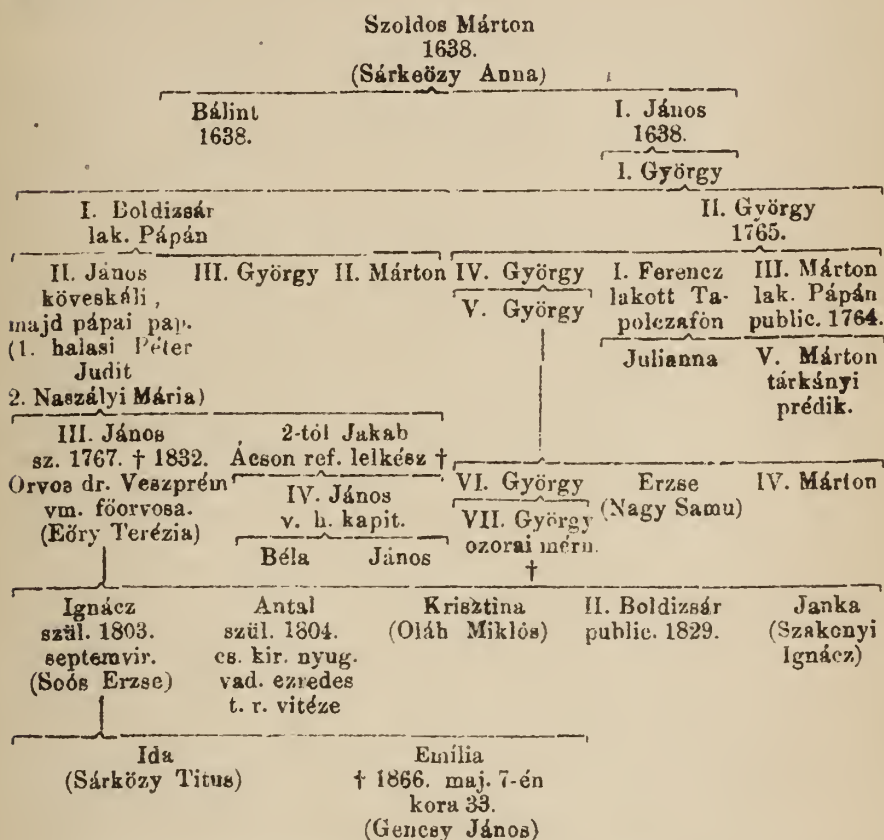 Szoldos Márton
1638.
(Sárkeözy Anna)
Bálint
1638.
I. János
1638.
I. György
I. Boldizsár
lak. Pápán
II. György
1765.
II. János
köveskáli,
majd pápai pap.
(1. halasi Péter
Judit
2. Naszályi Mária)
III. György
II. Márton
IV. György
V. György
I. Ferencz
lakott Ta-
polczafőn
III. Márton
lak. Pápán
public. 1764.
Julianna
V. Márton
tárkányi
prédik.
III. János
sz. 1767. † 1832.
Orvos dr. Veszprém
vm. főorvosa.
(Eőry Terézia)
2-tól Jakab
Ácson ref. lelkész †
IV. János
v. h. kapit.
Béla
János
VI. György
VII. György
ozorai mérn.
†
Erzse
(Nagy Samu)
IV. Márton
Ignácz
szül. 1803.
septemvir.
(Soós Erzse)
Antal
szül. 1804.
cs. kir. nyug.
vad. ezredes
t. r. vitéze
Krisztina
(Oláh Miklós)
II. Boldizsár
public. 1829.
Janka
(Szakonyi
Ignácz)
Ida
(Sárközy Titus)
Emília
† 1866. maj. 7-én
kora 33.
(Gencsy János)